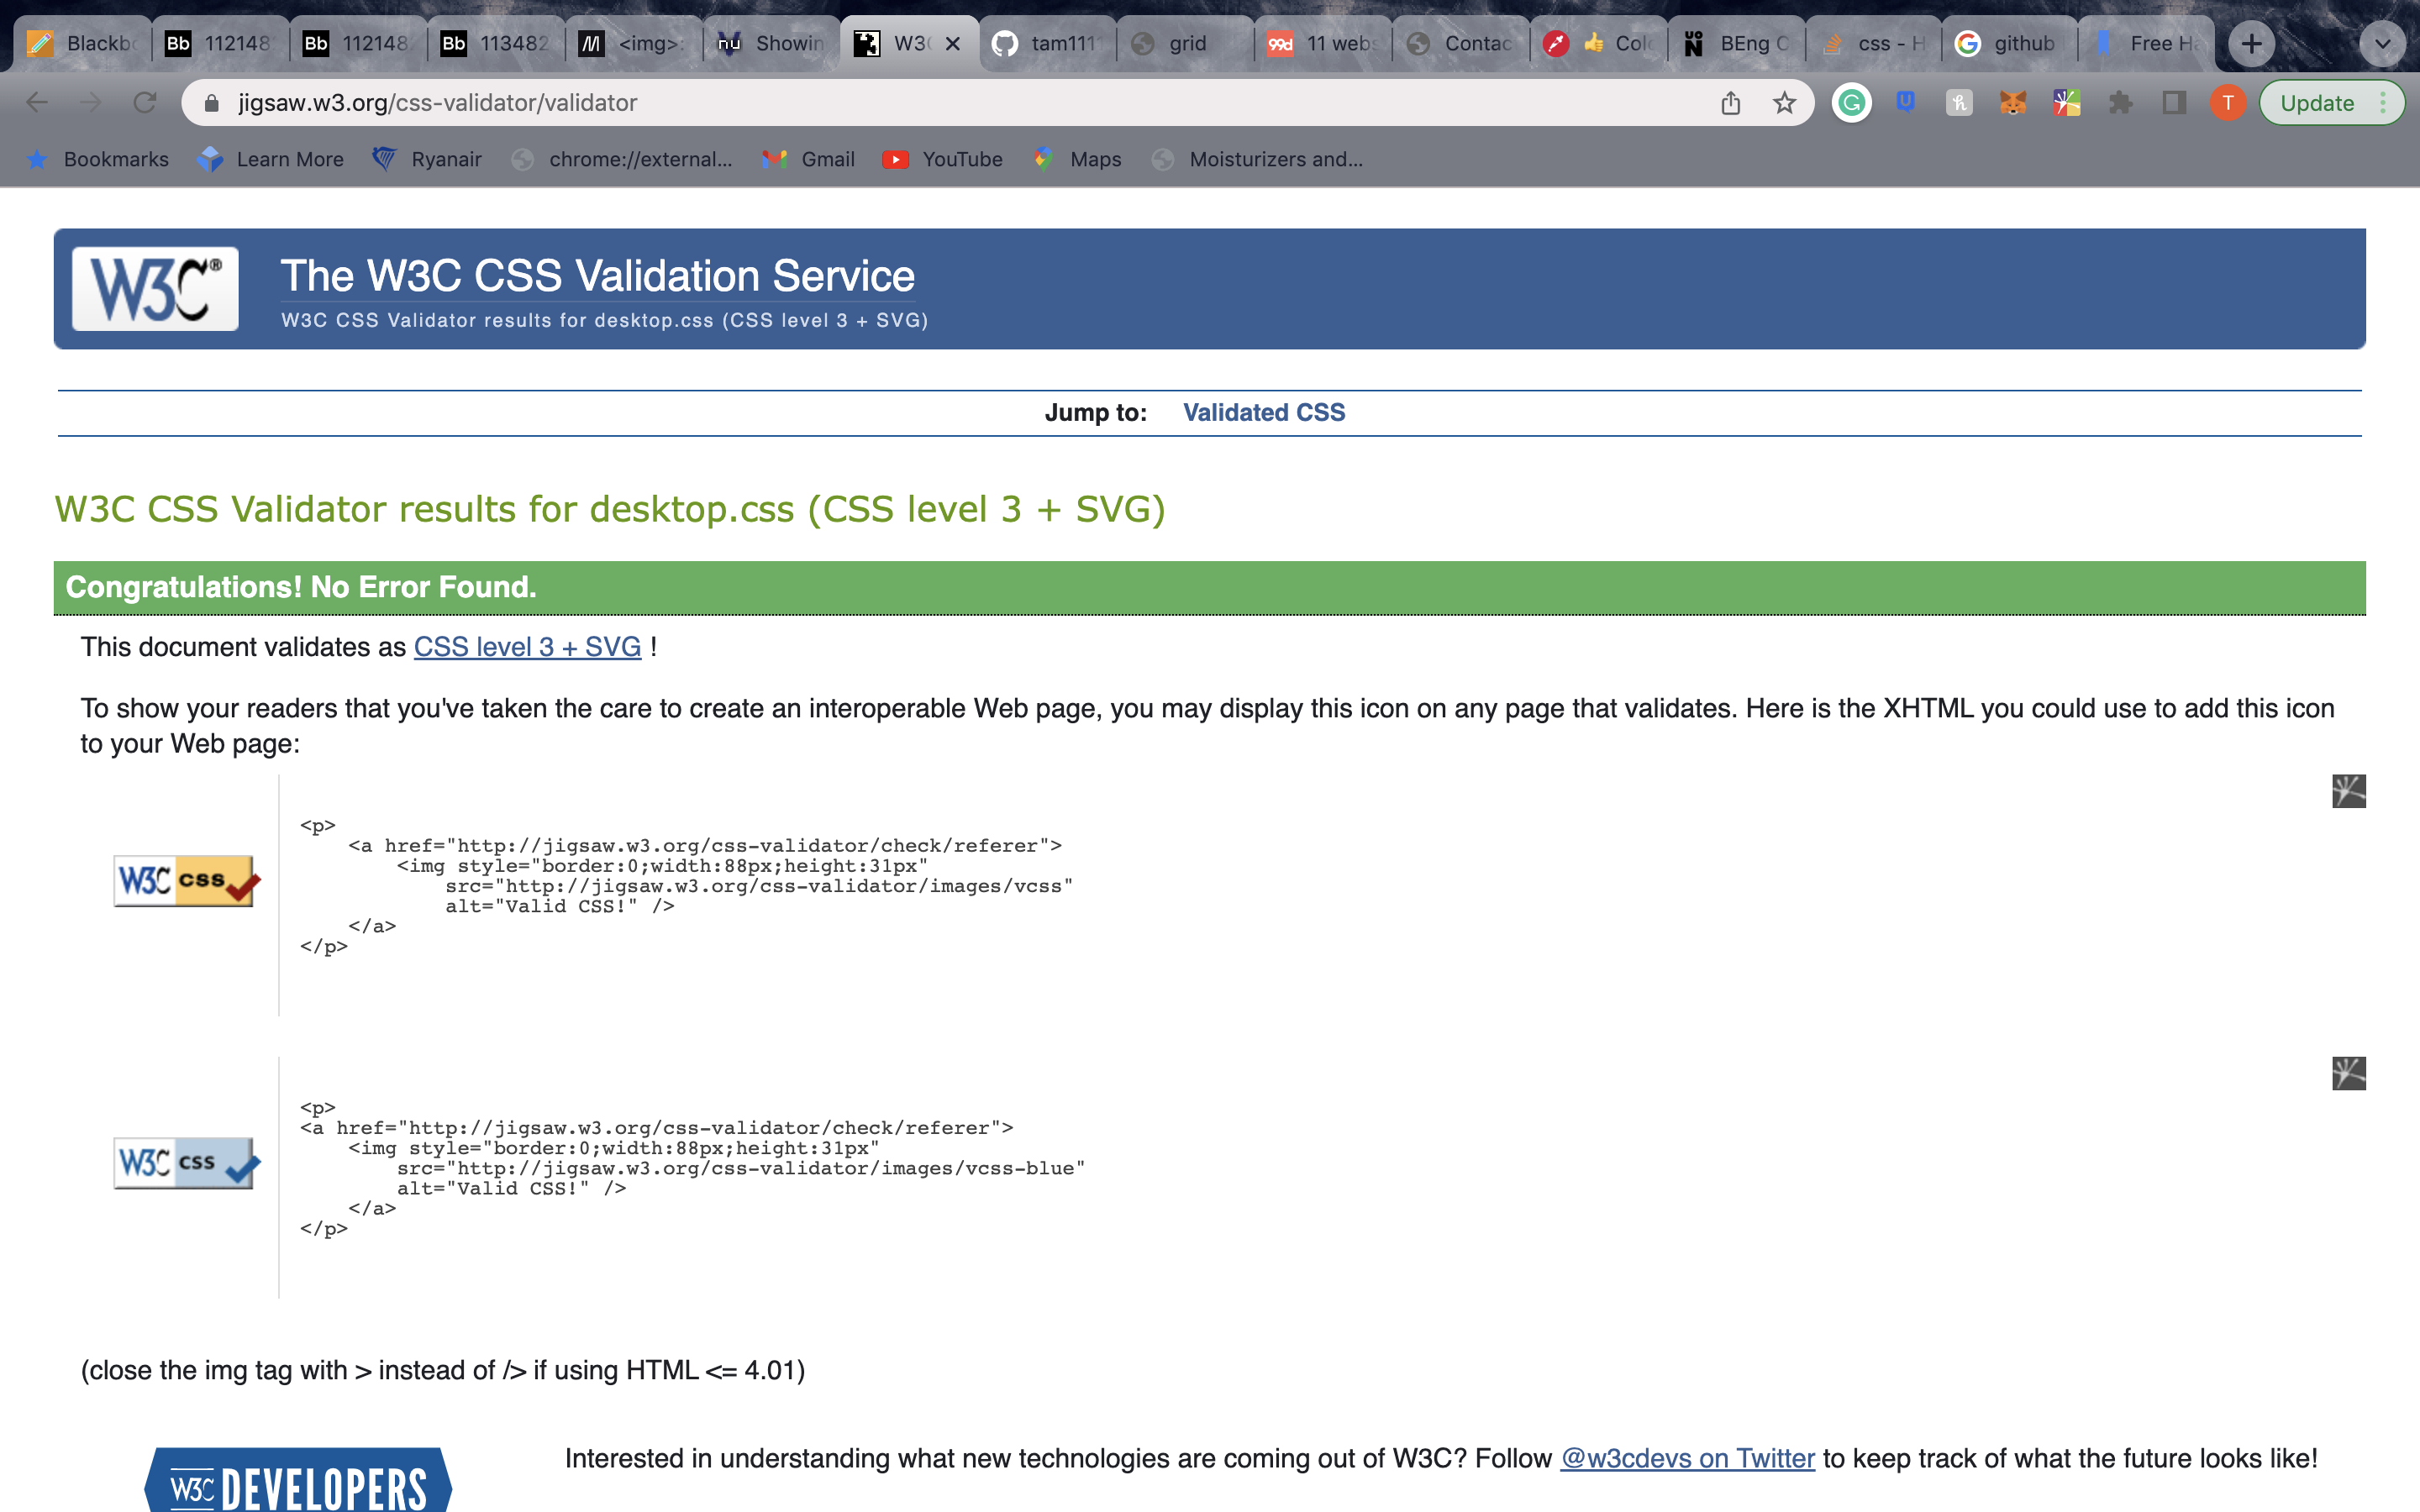 Blackbo
Bb 112148
Bb 112148
Bb 113482
<img>:
Showin
W3C
tam111
grid
99d 11 webs
Contac
Colo
BEng C
css - H
github
Free Ha
jigsaw.w3.org/css-validator/validator
T
Update
Bookmarks
Learn More
Ryanair
chrome://external...
Gmail
YouTube
Maps
Moisturizers and...
W3C®
The W3C CSS Validation Service
W3C CSS Validator results for desktop.css (CSS level 3 + SVG)
Jump to: Validated CSS
W3C CSS Validator results for desktop.css (CSS level 3 + SVG)
Congratulations! No Error Found.
This document validates as CSS level 3 + SVG !
To show your readers that you've taken the care to create an interoperable Web page, you may display this icon on any page that validates. Here is the XHTML you could use to add this icon
to your Web page:
W3C css
<p>
<a href="http://jigsaw.w3.org/css-validator/check/referer">
<img style="border:0;width:88px;height:31px"
src="http://jigsaw.w3.org/css-validator/images/vcss"
alt="Valid CSS!" />
</a>
</p>
W3C css
<p>
<a href="http://jigsaw.w3.org/css-validator/check/referer">
<img style="border:0;width:88px;height:31px"
src="http://jigsaw.w3.org/css-validator/images/vcss-blue"
alt="Valid CSS!" />
</a>
</p>
(close the img tag with > instead of /> if using HTML <= 4.01)
W3C DEVELOPERS
Interested in understanding what new technologies are coming out of W3C? Follow @w3cdevs on Twitter to keep track of what the future looks like!